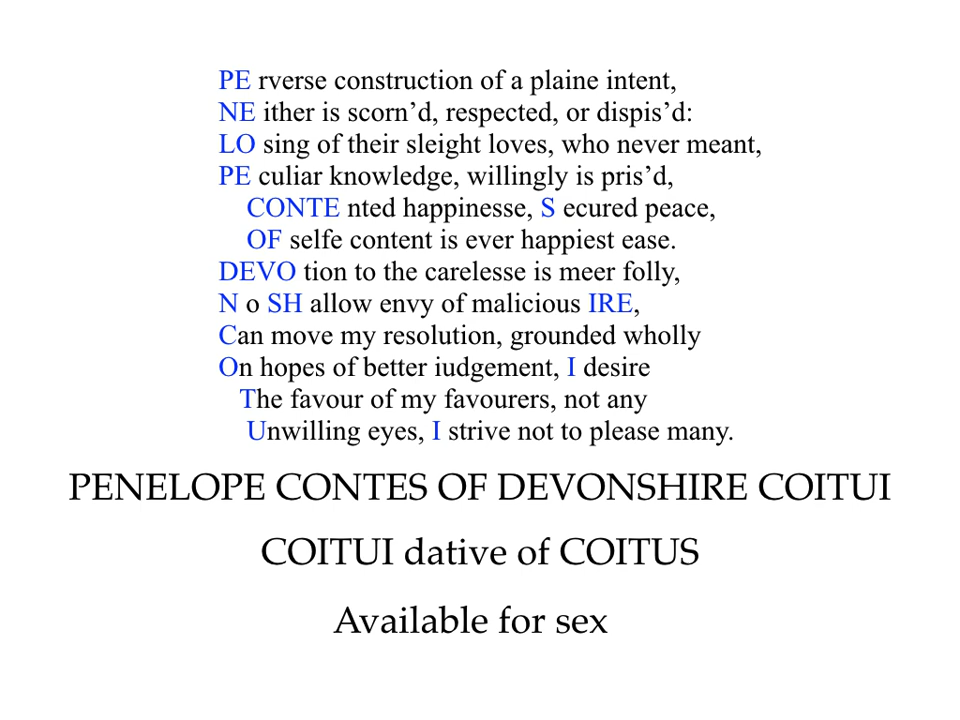 PE rverse construction of a plaine intent,
NE ither is scorn’d, respected, or dispis’d:
LO sing of their sleight loves, who never meant,
PE culiar knowledge, willingly is pris’d,
CONTE nted happinesse, S ecured peace,
OF selfe content is ever happiest ease.
DEVO tion to the carelesse is meer folly,
N o SH allow envy of malicious IRE,
Can move my resolution, grounded wholly
On hopes of better iudgement, I desire
The favour of my favourers, not any
Unwilling eyes, I strive not to please many.
PENELOPE CONTES OF DEVONSHIRE COITUI
COITUI dative of COITUS
Available for sex